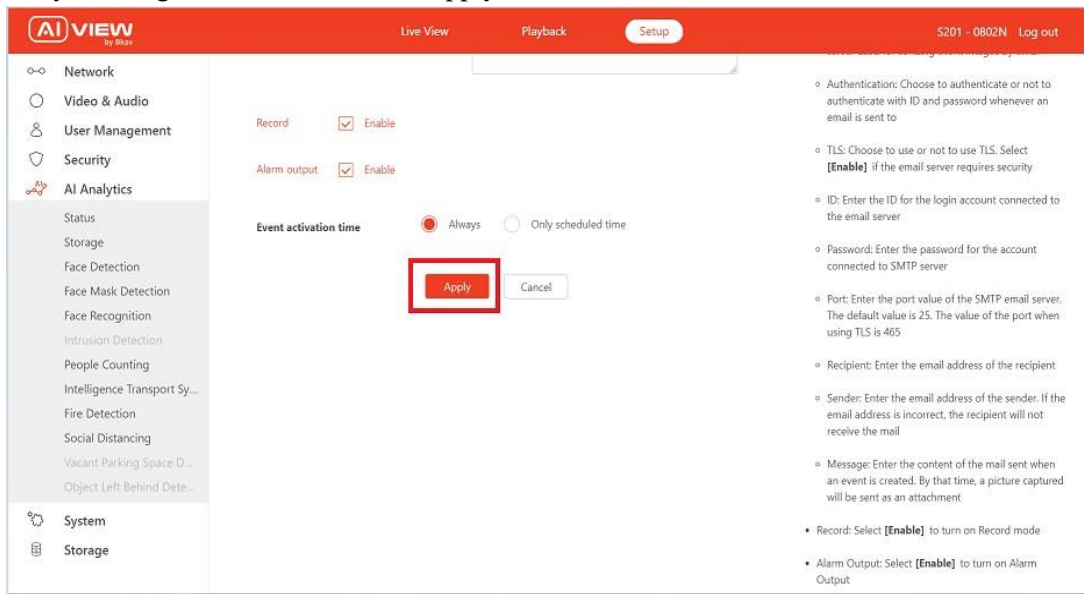 AI VIEW
by Bkav
Live View
Playback
Setup
S201 - 0802N
Log out
Network
Video & Audio
User Management
Security
AI Analytics
Status
Storage
Face Detection
Face Mask Detection
Face Recognition
Intrusion Detection
People Counting
Intelligence Transport Sy...
Fire Detection
Social Distancing
Vacant Parking Space D...
Object Left Behind Dete...
System
Storage
Record
Enable
Alarm output
Enable
Event activation time
Always
Only scheduled time
Apply
Cancel
Authentication: Choose to authenticate or not to
authenticate with ID and password whenever an
email is sent to
TLS: Choose to use or not to use TLS. Select
[Enable] if the email server requires security
ID: Enter the ID for the login account connected to
the email server
Password: Enter the password for the account
connected to SMTP server
Port: Enter the port value of the SMTP email server.
The default value is 25. The value of the port when
using TLS is 465
Recipient: Enter the email address of the recipient
Sender: Enter the email address of the sender. If the
email address is incorrect, the recipient will not
receive the mail
Message: Enter the content of the mail sent when
an event is created. By that time, a picture captured
will be sent as an attachment
Record: Select [Enable] to turn on Record mode
Alarm Output: Select [Enable] to turn on Alarm
Output